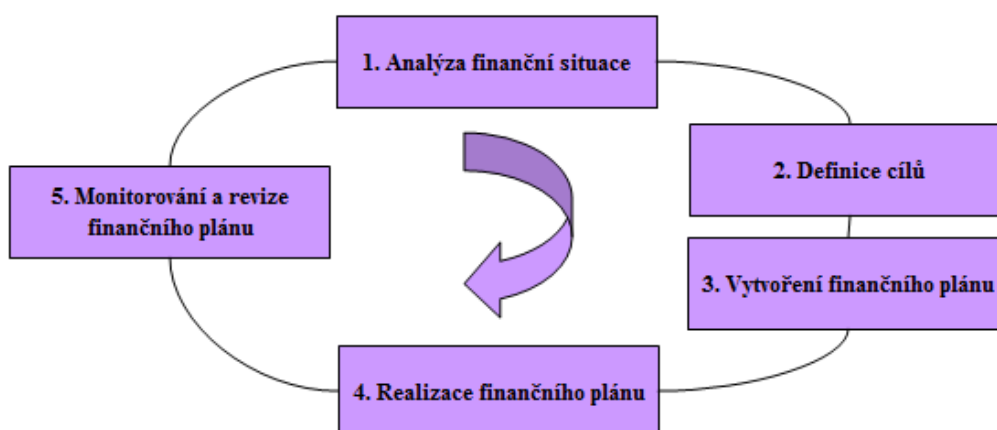 1. Analýza finanční situace
2. Definice cílů
3. Vytvoření finančního plánu
4. Realizace finančního plánu
5. Monitorování a revize
finančního plánu